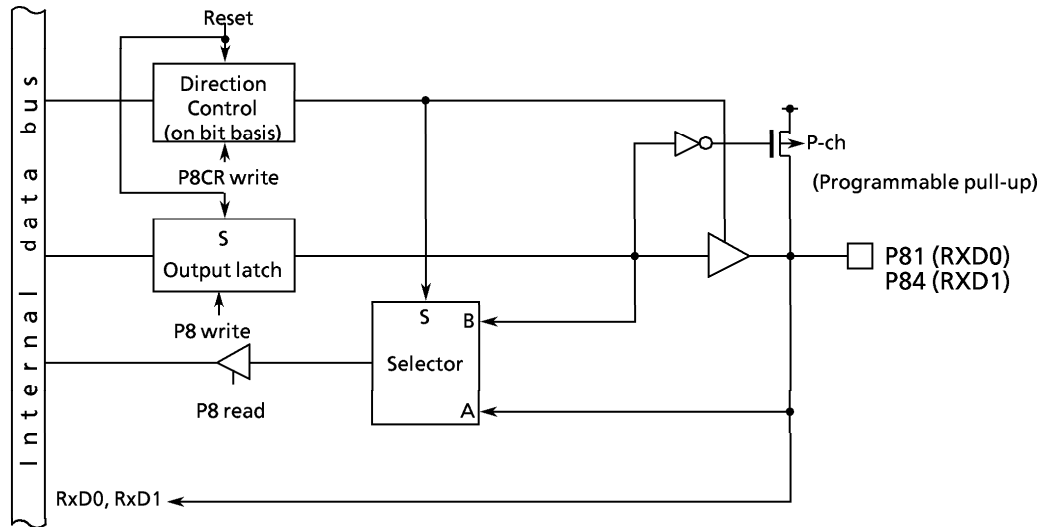 Reset
Direction
Control
(on bit basis)
P-ch
P8CR write
(Programmable pull-up)
S
Output latch
P81 (RXD0)
P84 (RXD1)
P8 write
S
B
Selector
P8 read
A
RxD0, RxD1
Internal data bus